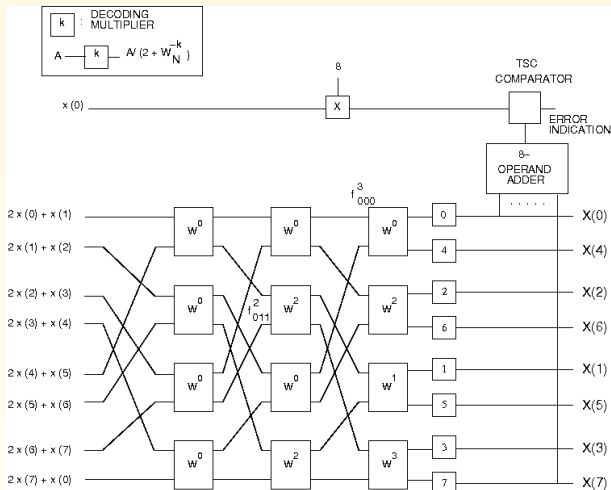 k : DECODING
MULTIPLIER
A k A/(2 + W_N^-k)
8
TSC
COMPARATOR
x (0)
X
ERROR
INDICATION
8–
OPERAND
ADDER
.....
f^3_000
2 x (0) + x (1)
W^0 W^0 W^0
0
X(0)
2 x (1) + x (2)
4
X(4)
2 x (2) + x (3)
W^0 W^2 W^2
2
X(2)
f^2_011
2 x (3) + x (4)
6
X(6)
2 x (4) + x (5)
W^0 W^0 W^1
1
X(1)
2 x (5) + x (6)
5
X(5)
2 x (6) + x (7)
W^0 W^2 W^3
3
X(3)
2 x (7) + x (0)
7
X(7)